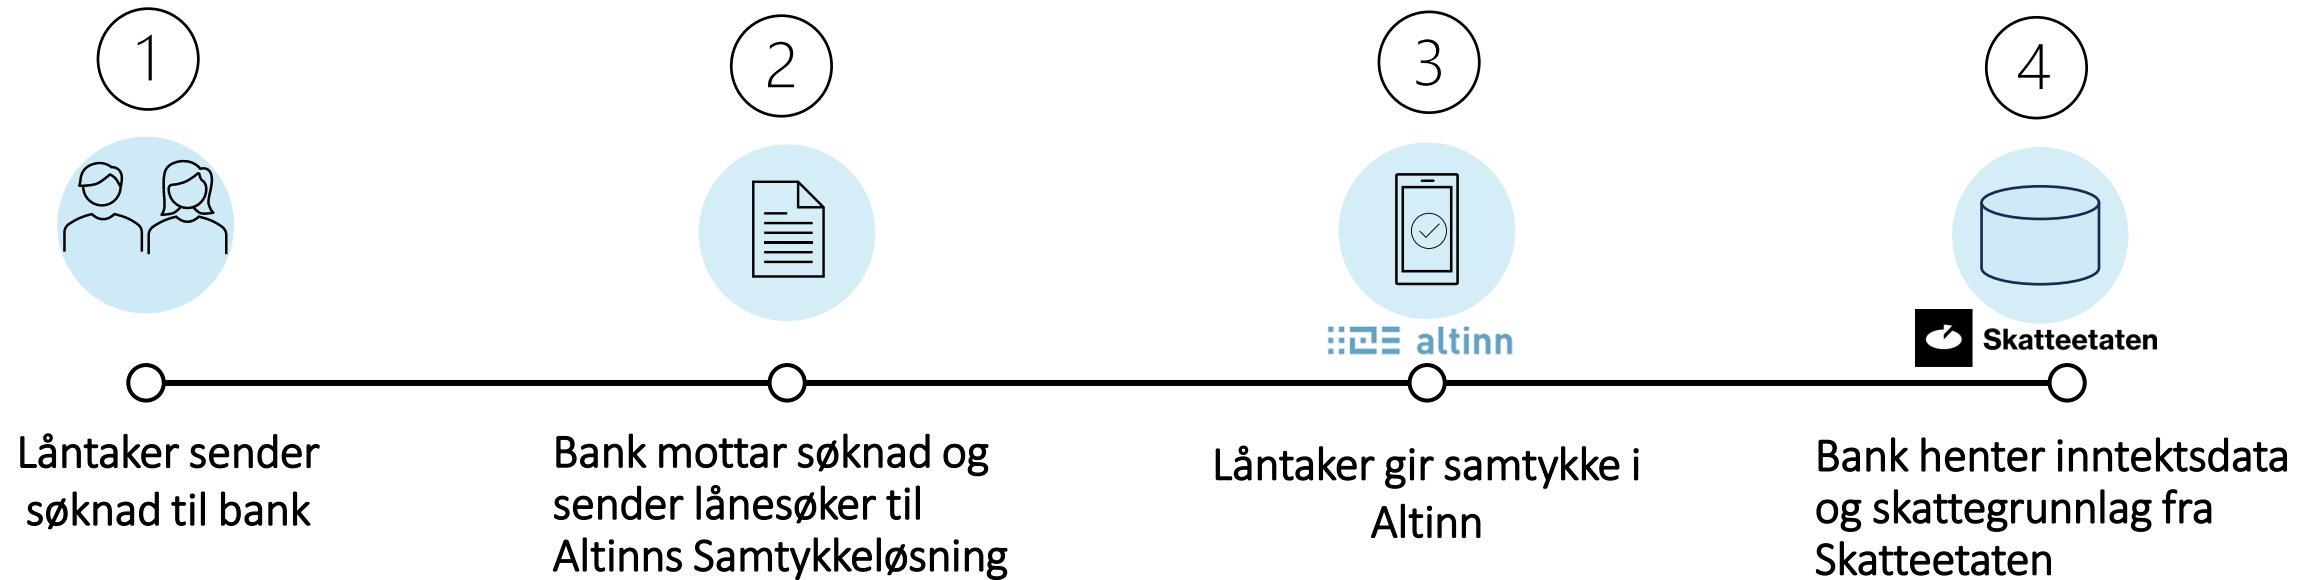 1
2
3
4
altinn
Skatteetaten
Låntaker sender
søknad til bank
Bank mottar søknad og
sender lånesøker til
Altinns Samtykkeløsning
Låntaker gir samtykke i
Altinn
Bank henter inntektsdata
og skattegrunnlag fra
Skatteetaten